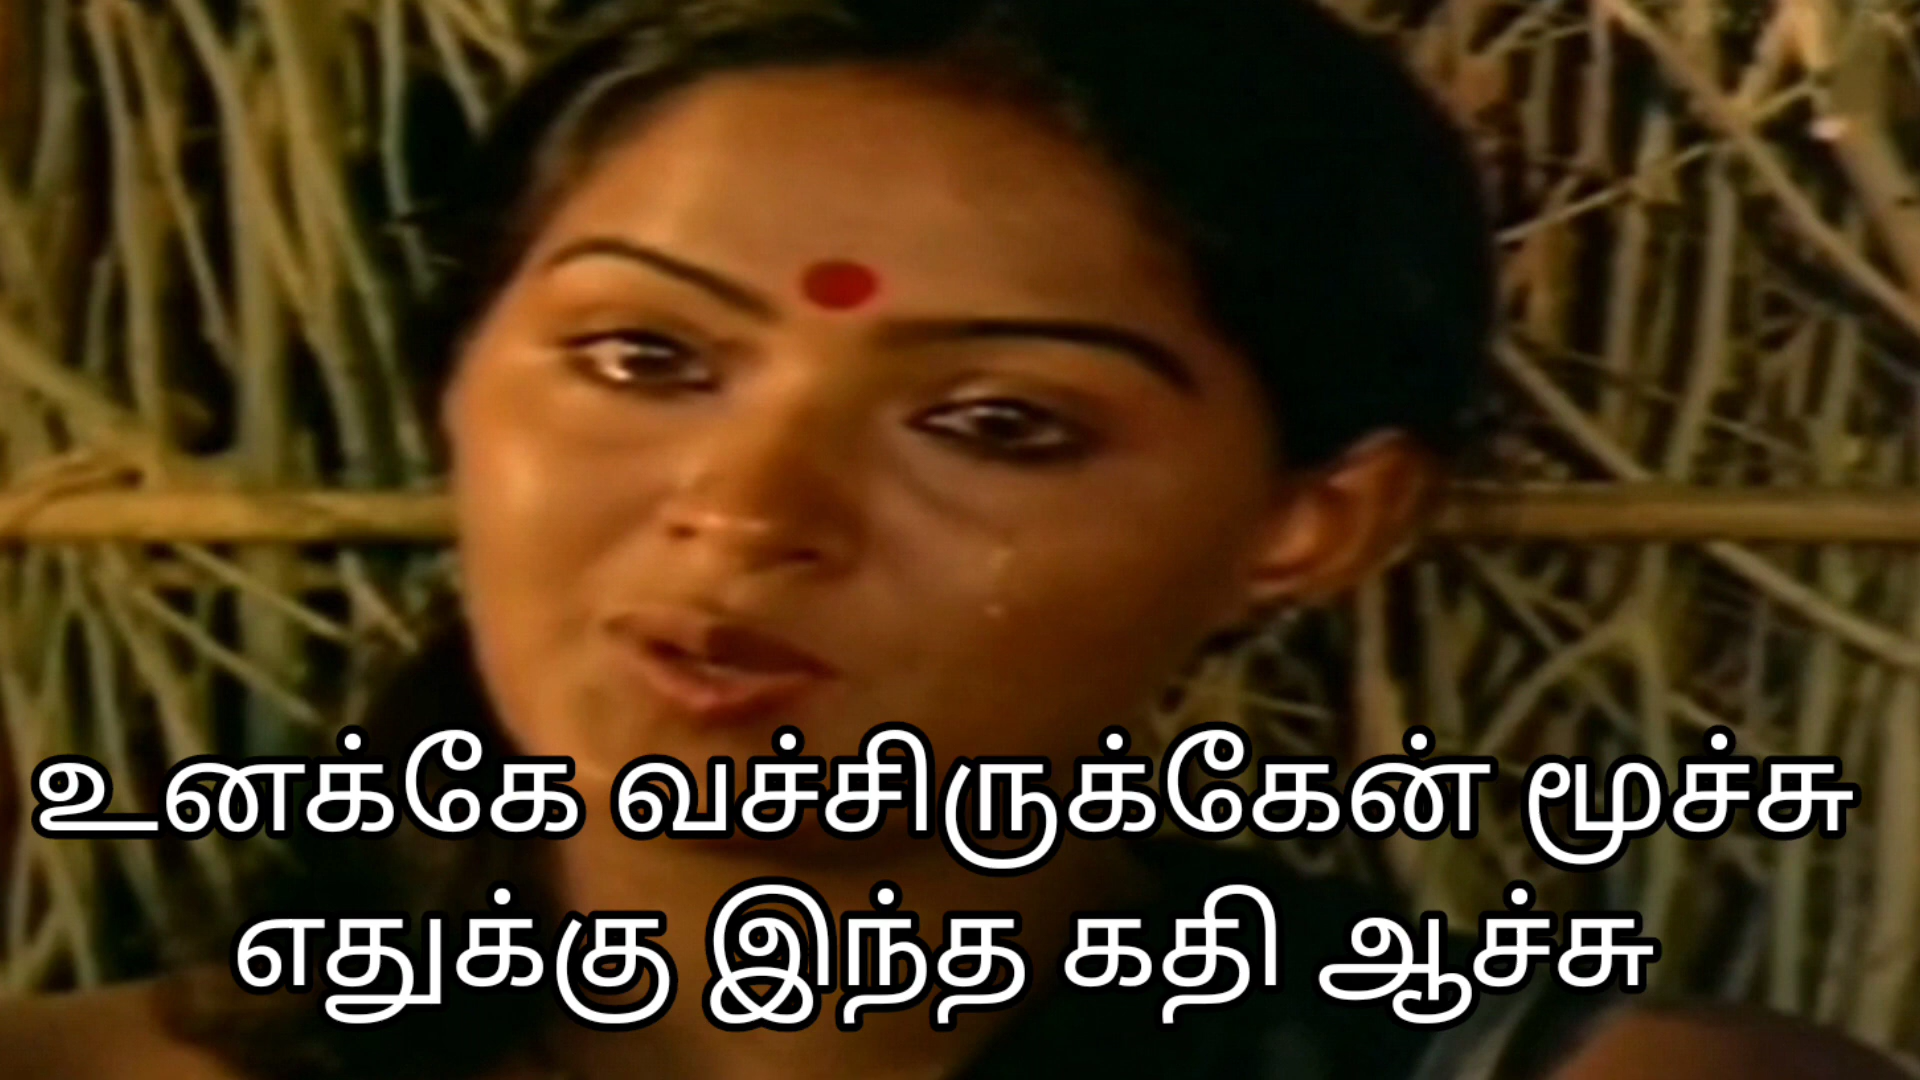 உனக்கே வச்சிருக்கேன் மூச்சு
எதுக்கு இந்த கதி ஆச்சு